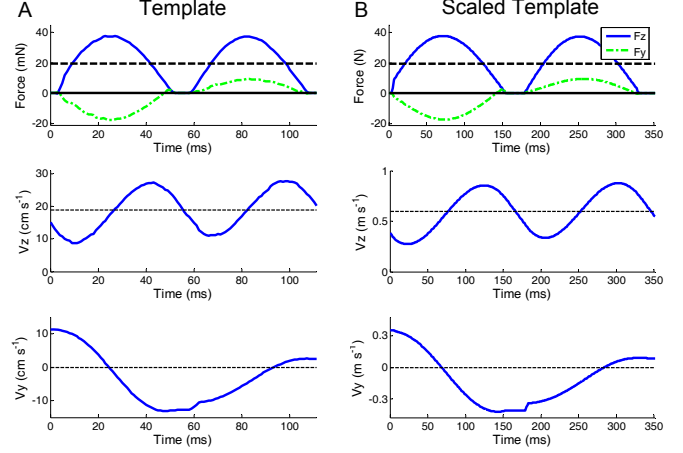 A Template
B Scaled Template
Force (mN)
40
20
0
-20
0 20 40 60 80 100
Time (ms)
Force (N)
40
20
0
-20
0 50 100 150 200 250 300 350
Time (ms)
Fz
Fy
Vz (cm s-1)
30
20
10
0
0 20 40 60 80 100
Time (ms)
Vz (m s-1)
1
0.5
0
0 50 100 150 200 250 300 350
Time (ms)
Vy (cm s-1)
10
0
-10
0 20 40 60 80 100
Time (ms)
Vy (m s-1)
0.3
0
-0.3
0 50 100 150 200 250 300 350
Time (ms)